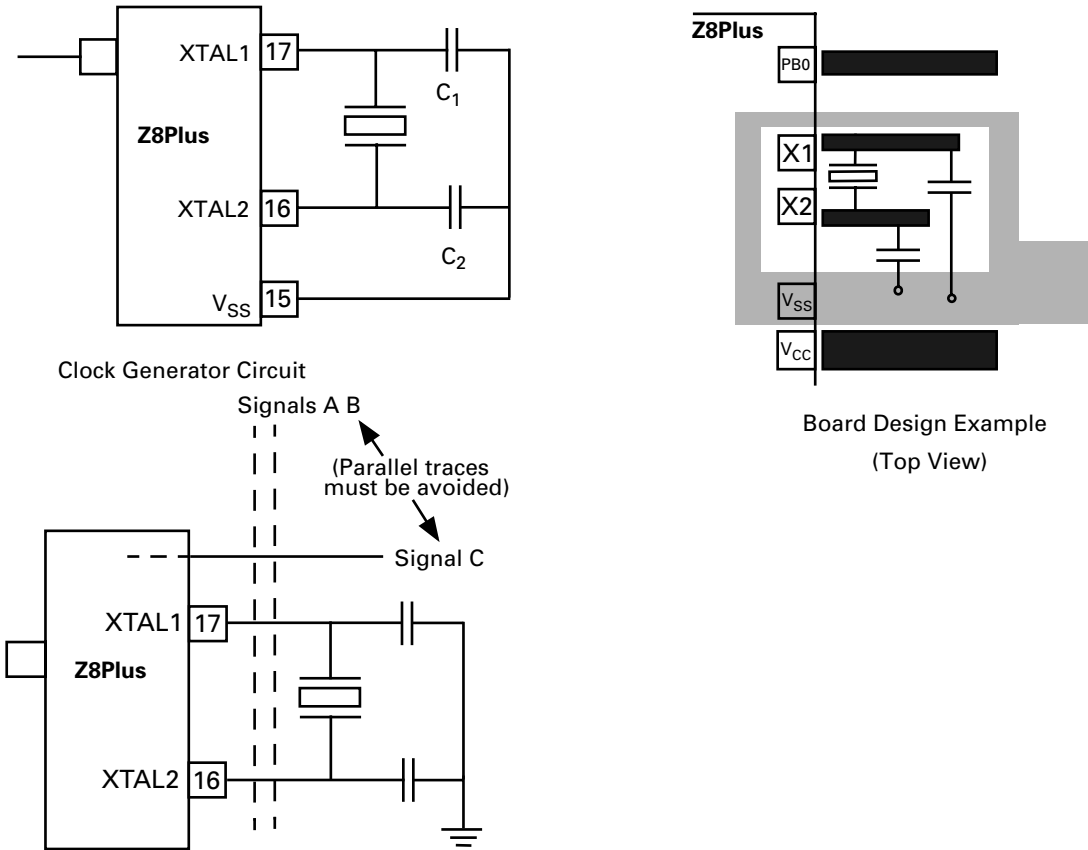 XTAL1 17
C1
Z8Plus
XTAL2 16
C2
VSS 15
Clock Generator Circuit
Z8Plus
PB0
X1
X2
VSS
VCC
Board Design Example
(Top View)
Signals A B
(Parallel traces
must be avoided)
Signal C
XTAL1 17
Z8Plus
XTAL2 16